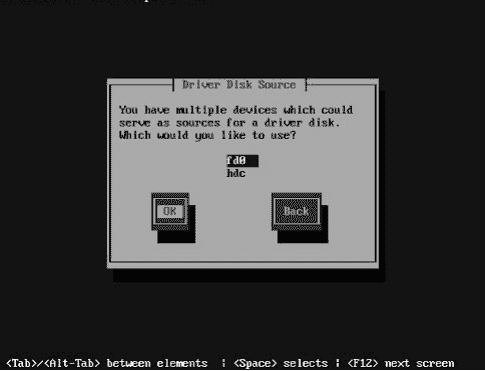 Driver Disk Source
You have multiple devices which could
serve as sources for a driver disk.
Which would you like to use?
fd0
hdc
OK Back
<Tab>/<Alt-Tab> between elements | <Space> selects | <F12> next screen